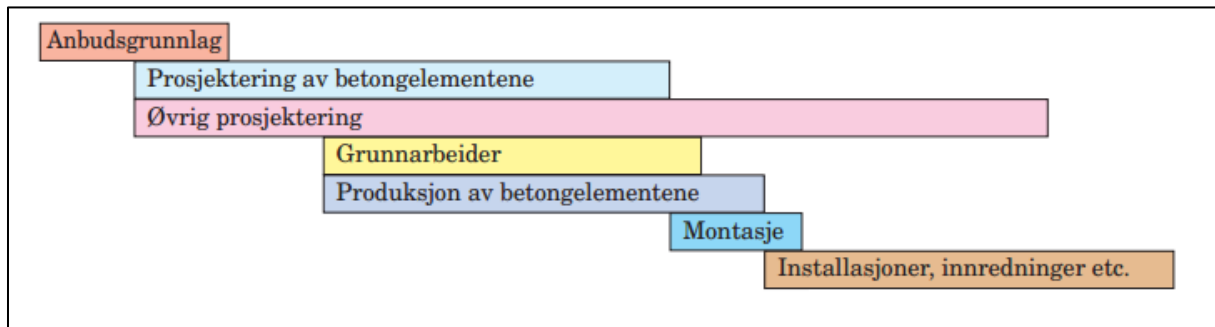 Anbudsgrunnlag
Prosjektering av betongelementene
Øvrig prosjektering
Grunnarbeider
Produksjon av betongelementene
Montasje
Installasjoner, innredninger etc.